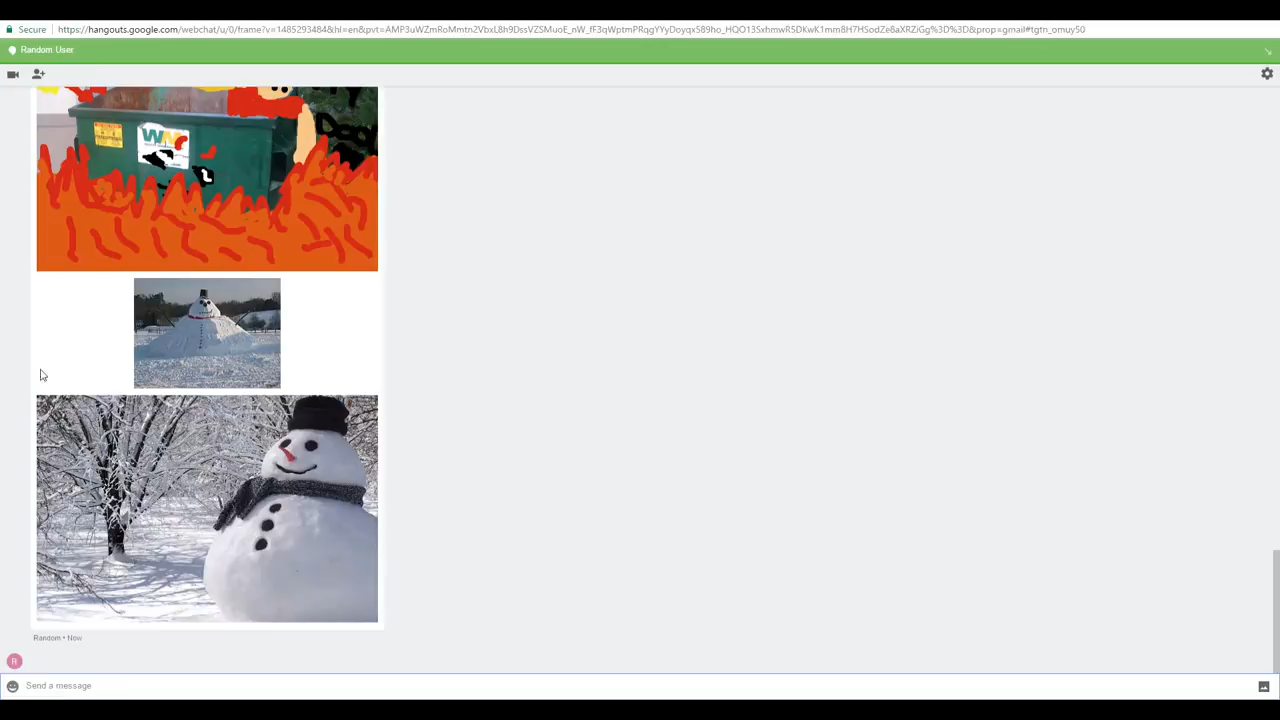 Secure https://hangouts.google.com/webchat/u/0/frame?v=1485293484&hl=en&pvt=AMP3uWZmRoMmtn2VbxL8h9DssVZSMuoE_nW_fF3qWptmPRqgYYyDoyqx589ho_HQO13SxhmwR5DKwK1mm8H7HSodZe8aXRZiGg%3D%3D&prop=gmail#tgtn_omuy50
Random User
Random • Now
R
Send a message